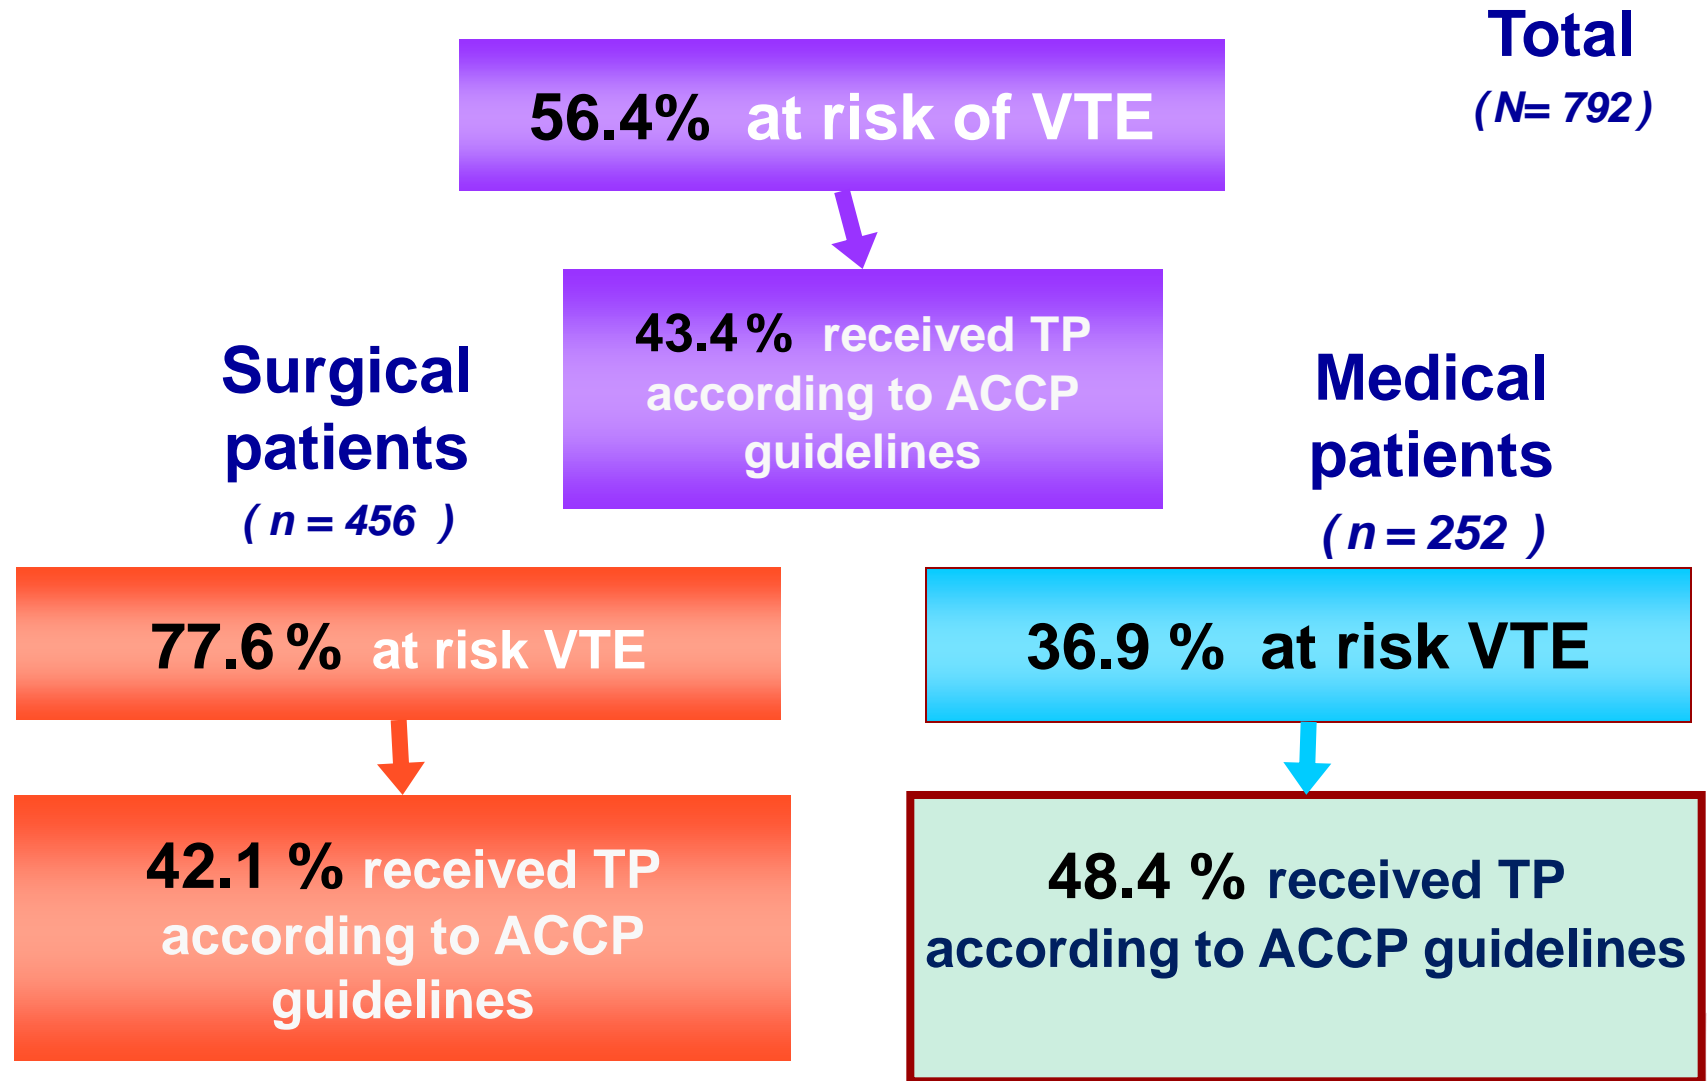 Total
(N= 792)
56.4% at risk of VTE
43.4% received TP
according to ACCP
guidelines
Surgical
patients
( n = 456 )
Medical
patients
( n = 252 )
77.6 % at risk VTE
36.9 % at risk VTE
42.1 % received TP
according to ACCP
guidelines
48.4 % received TP
according to ACCP guidelines